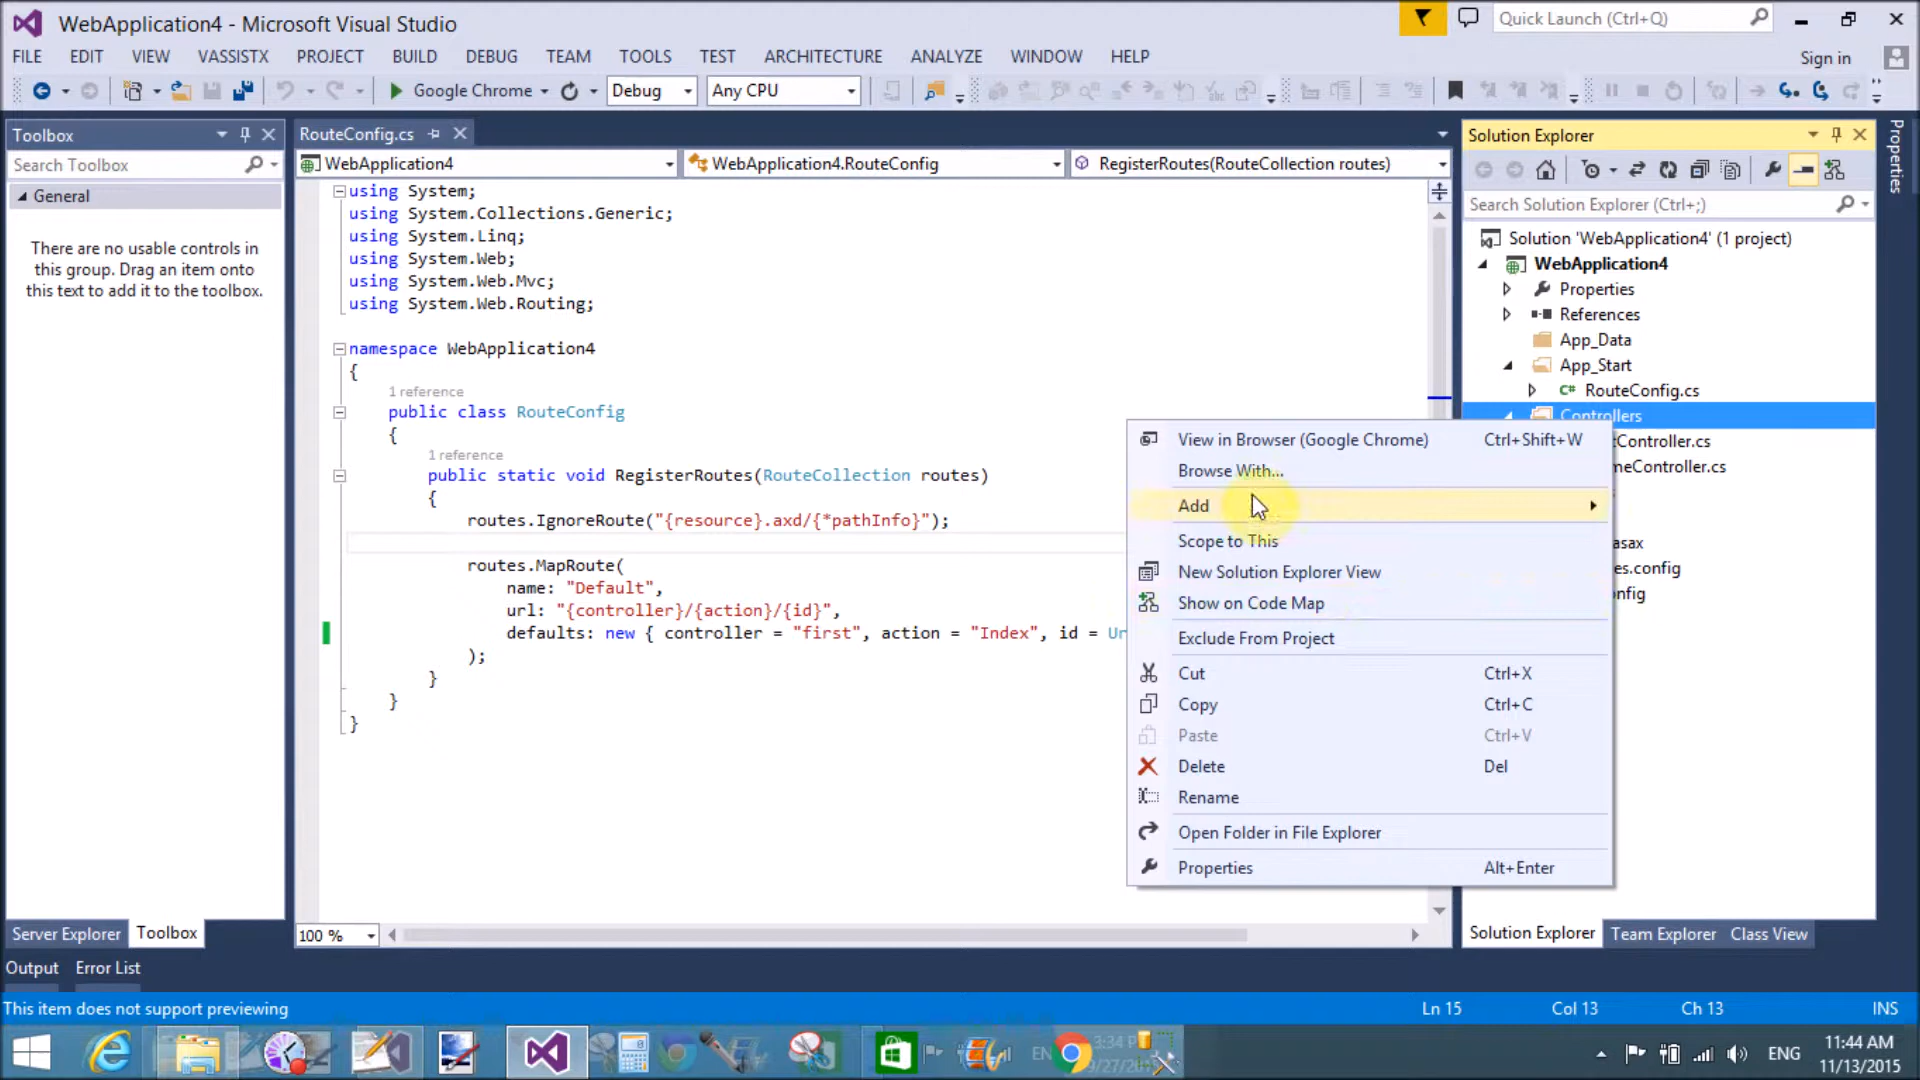 WebApplication4 - Microsoft Visual Studio
Quick Launch (Ctrl+Q)
FILE EDIT VIEW VASSISTX PROJECT BUILD DEBUG TEAM TOOLS TEST ARCHITECTURE ANALYZE WINDOW HELP
Sign in
Google Chrome Debug Any CPU
Toolbox
Search Toolbox
General
There are no usable controls in
this group. Drag an item onto
this text to add it to the toolbox.
RouteConfig.cs
WebApplication4 WebApplication4.RouteConfig RegisterRoutes(RouteCollection routes)
using System;
using System.Collections.Generic;
using System.Linq;
using System.Web;
using System.Web.Mvc;
using System.Web.Routing;
namespace WebApplication4
{
1 reference
public class RouteConfig
{
1 reference
public static void RegisterRoutes(RouteCollection routes)
{
routes.IgnoreRoute("{resource}.axd/{*pathInfo}");
routes.MapRoute(
name: "Default",
url: "{controller}/{action}/{id}",
defaults: new { controller = "first", action = "Index", id = Ur
);
}
}
}
100 %
View in Browser (Google Chrome) Ctrl+Shift+W
Browse With...
Add
Scope to This
New Solution Explorer View
Show on Code Map
Exclude From Project
Cut Ctrl+X
Copy Ctrl+C
Paste Ctrl+V
Delete Del
Rename
Open Folder in File Explorer
Properties Alt+Enter
Solution Explorer
Search Solution Explorer (Ctrl+;)
Solution 'WebApplication4' (1 project)
WebApplication4
Properties
References
App_Data
App_Start
RouteConfig.cs
Controllers
tController.cs
meController.cs
asax
es.config
nfig
Properties
Server Explorer Toolbox
Solution Explorer Team Explorer Class View
Output Error List
This item does not support previewing
Ln 15 Col 13 Ch 13 INS
EN
3:34 PM
ENG
11:44 AM
11/13/2015